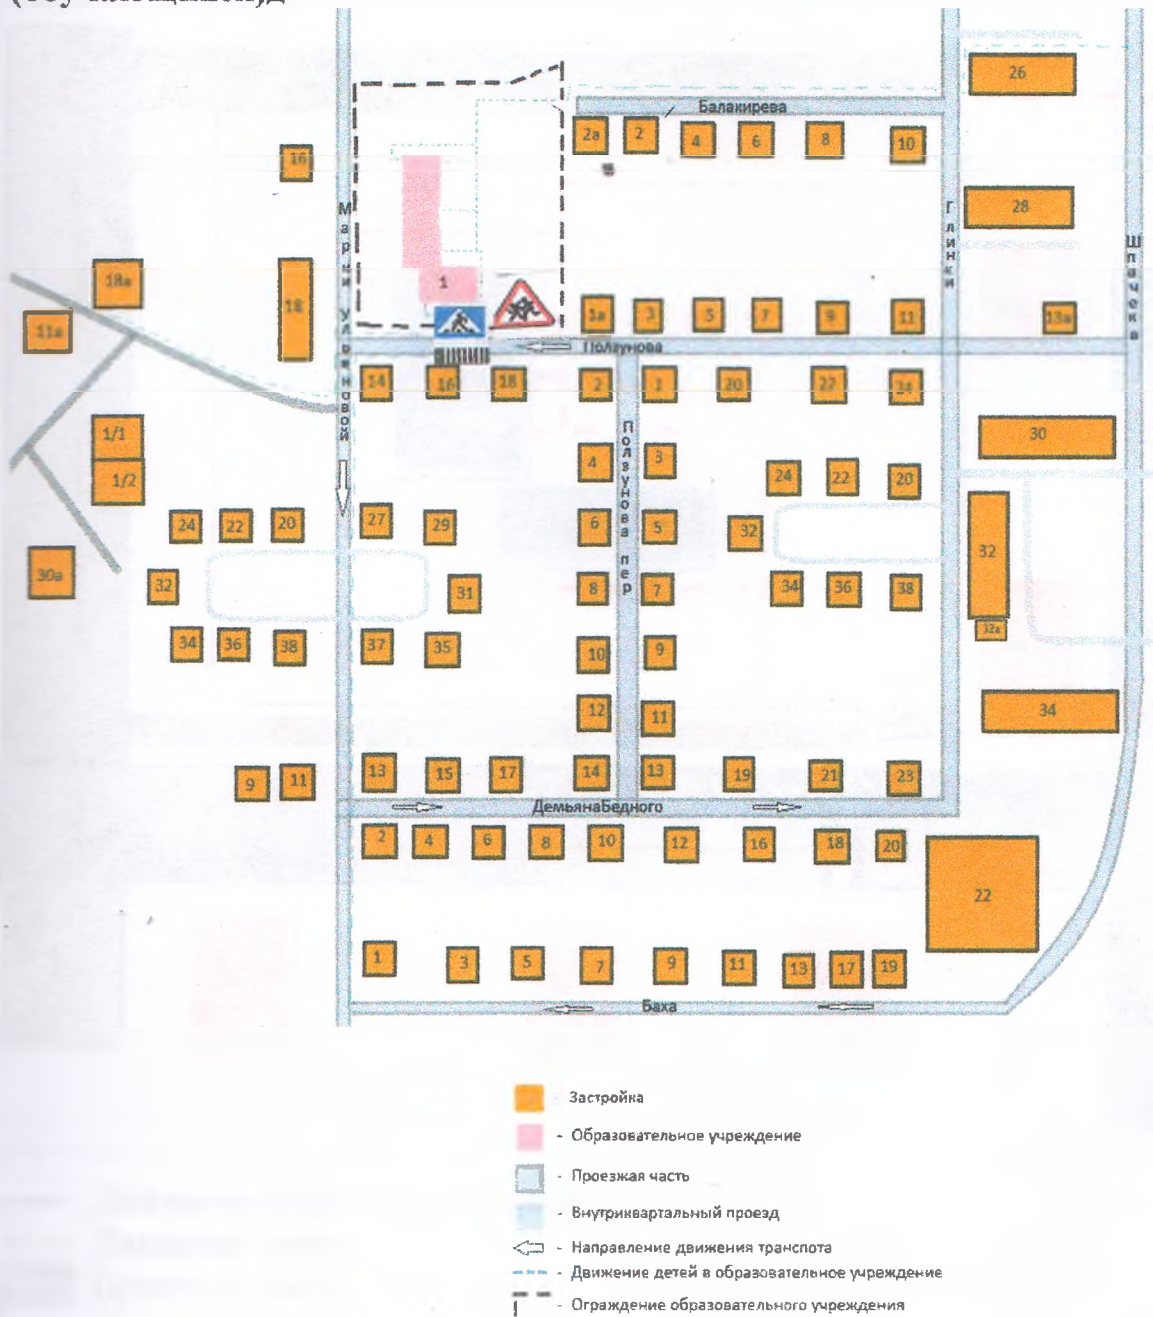 Балакирева
26
2а 2 4 6 8 10
16
28
Марии Ульяновой
Глинки
Шпачека
18а
1
18
11а
1а 3 5 7 9 11
13а
Ползунова
14 16 18 2 1 20 22 24
30
1/1
Ползунова пер
4 3
1/2
24 22 20
24 22 20 27 29 6 5 32
32
30а
32 31 8 7 34 36 38
32а
34 36 38 37 35 10 9
12 11
34
9 11 13 15 17 14 13 19 21 23
ДемьянаБедного
2 4 6 8 10 12 16 18 20
22
1 3 5 7 9 11 13 17 19
Баха
Застройка
- Образовательное учреждение
- Проезжая часть
- Внутриквартальный проезд
- Направление движения транспота
- Движение детей в образовательное учреждение
- Ограждение образовательного учреждения